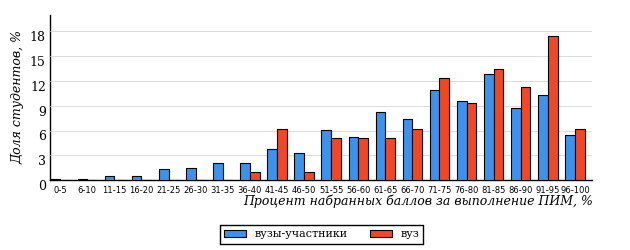 Доля студентов, %
18
15
12
9
6
3
0
0-5 6-10 11-15 16-20 21-25 26-30 31-35 36-40 41-45 46-50 51-55 56-60 61-65 66-70 71-75 76-80 81-85 86-90 91-95 96-100
Процент набранных баллов за выполнение ПИМ, %
вузы-участники вуз